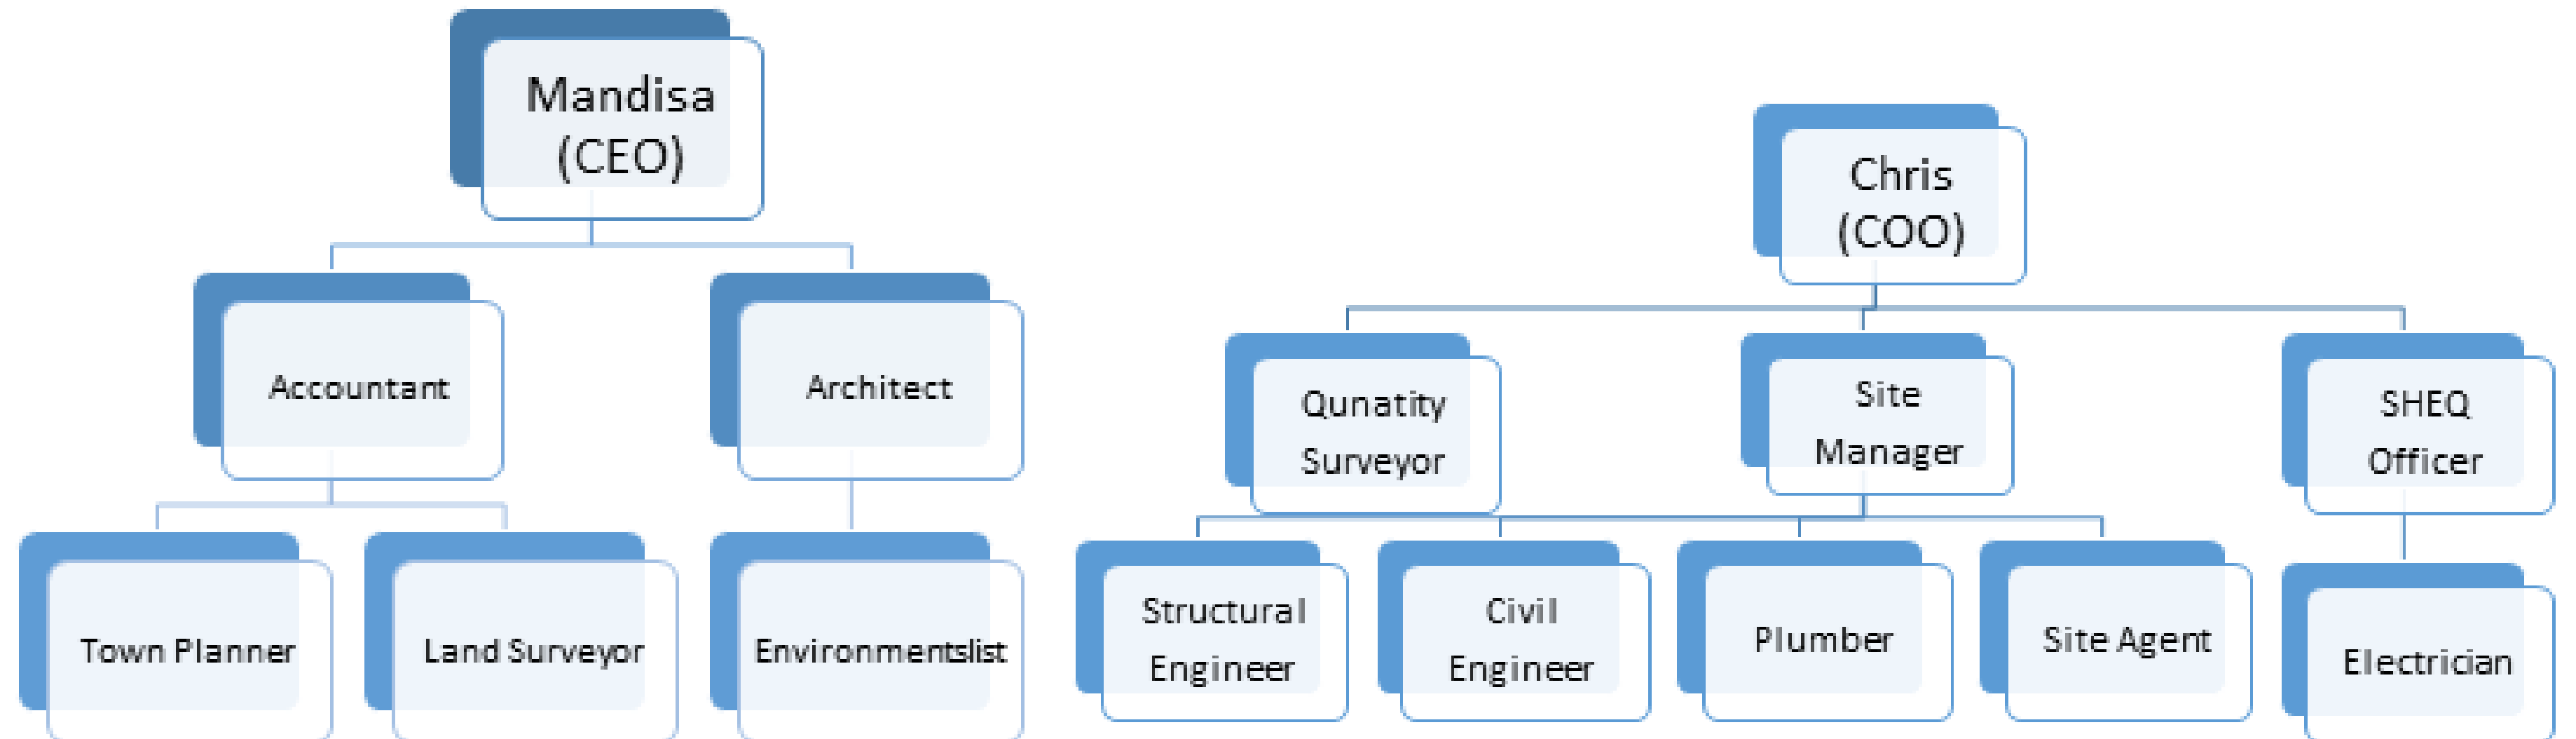 Mandisa
(CEO)
Accountant
Architect
Town Planner
Land Surveyor
Environmentslist
Chris
(COO)
Qunatity
Surveyor
Site
Manager
SHEQ
Officer
Structural
Engineer
Civil
Engineer
Plumber
Site Agent
Electrician